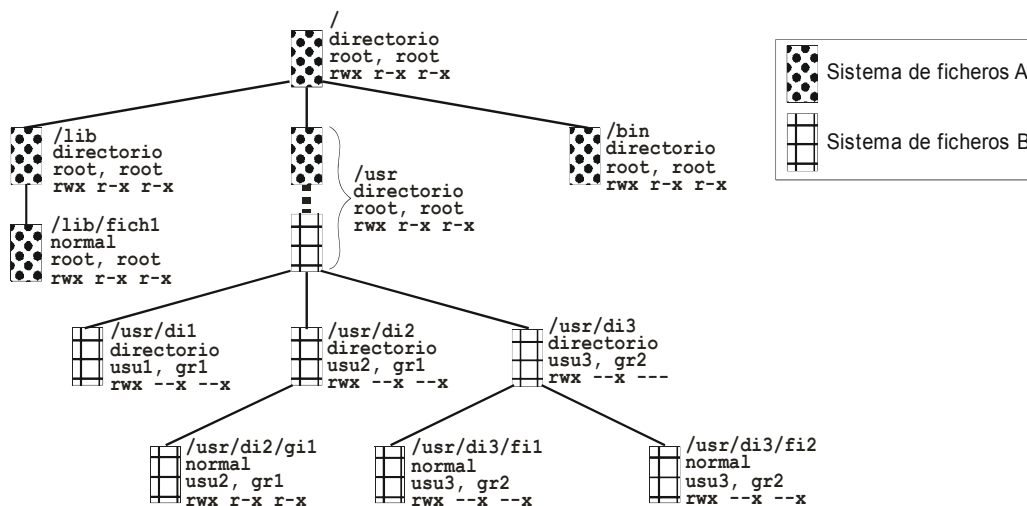 /
directorio
root, root
rwx r-x r-x
Sistema de ficheros A
Sistema de ficheros B
/lib
directorio
root, root
rwx r-x r-x
/usr
directorio
root, root
rwx r-x r-x
/bin
directorio
root, root
rwx r-x r-x
/lib/fich1
normal
root, root
rwx r-x r-x
/usr/di1
directorio
usu1, gr1
rwx --x --x
/usr/di2
directorio
usu2, gr1
rwx --x --x
/usr/di3
directorio
usu3, gr2
rwx --x ---
/usr/di2/gi1
normal
usu2, gr1
rwx r-x r-x
/usr/di3/fi1
normal
usu3, gr2
rwx --x --x
/usr/di3/fi2
normal
usu3, gr2
rwx --x --x